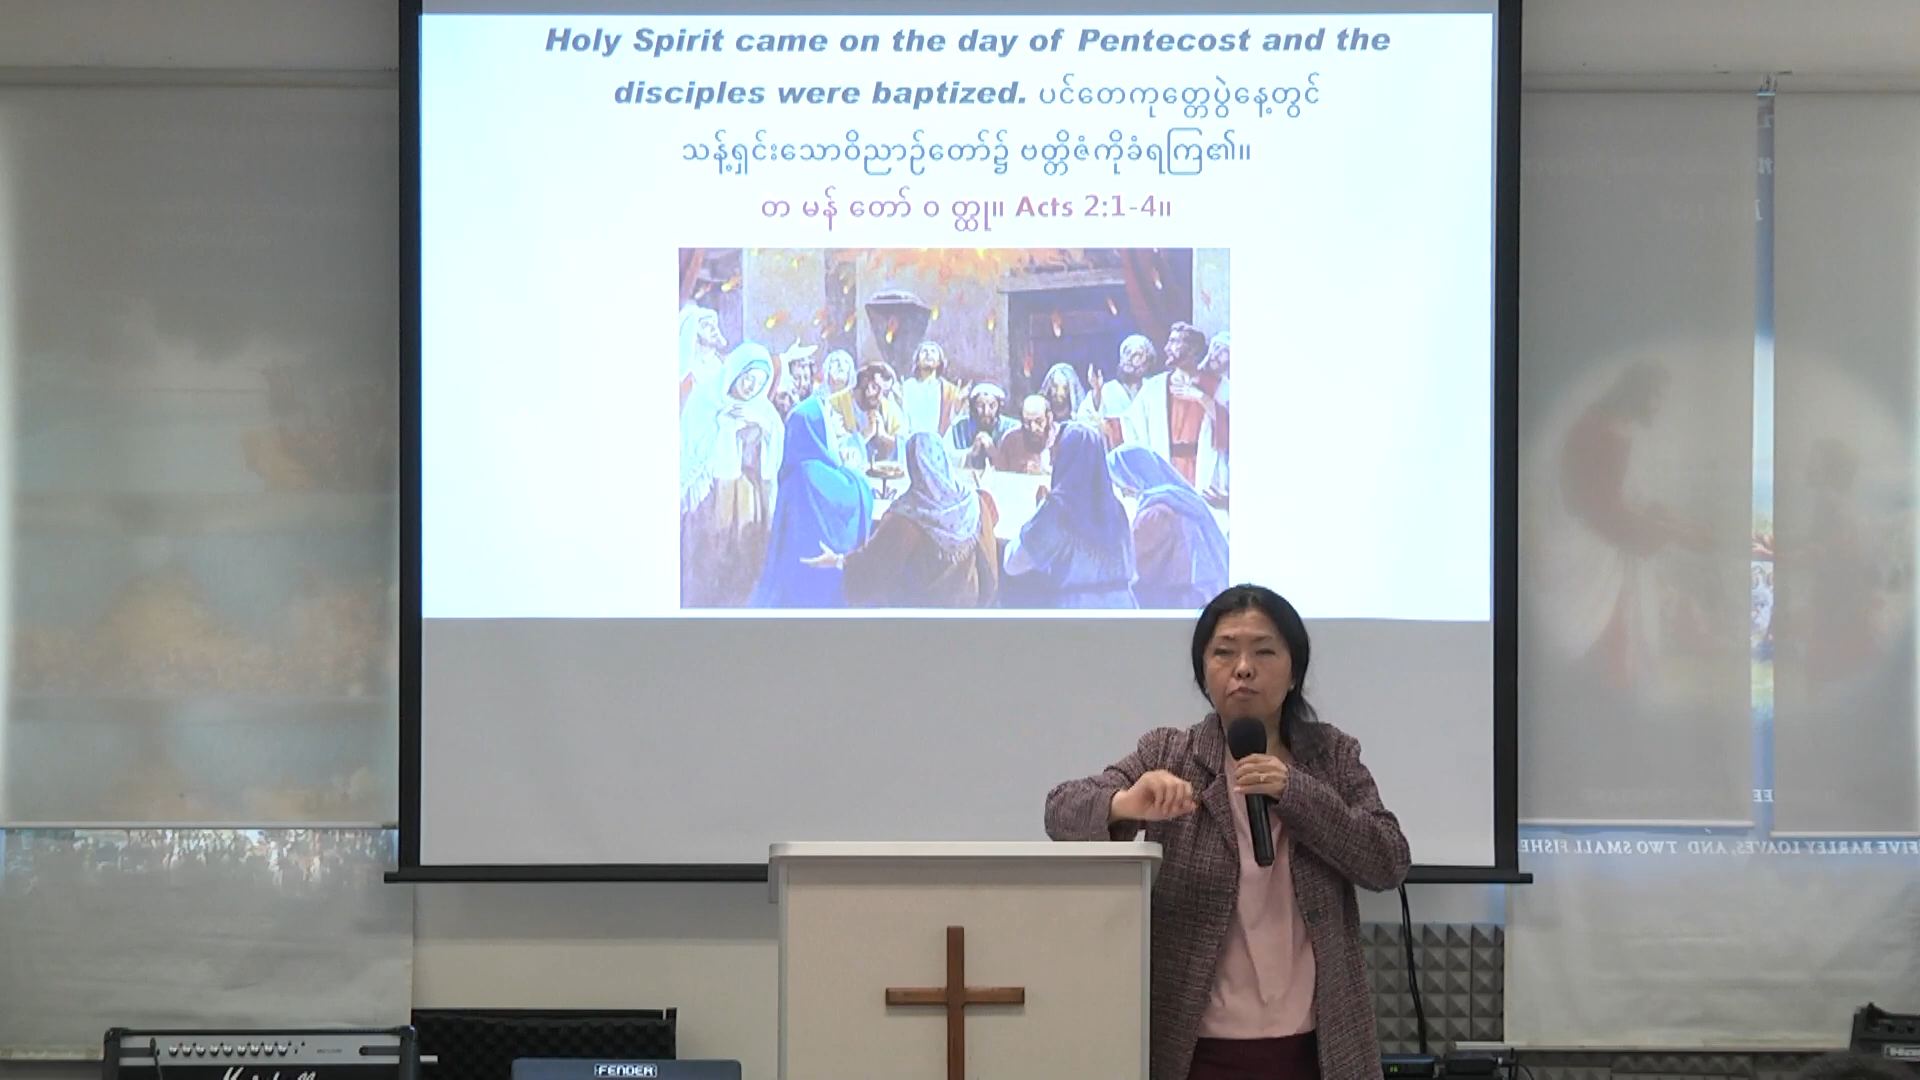 Holy Spirit came on the day of Pentecost and the
disciples were baptized. ပင်တေကုတ္တေပွဲနေ့တွင်
သန့်ရှင်းသောဝိညာဉ်တော်၌ ဗတ္တိဇံကိုခံရကြ၏။
တ မန် တော် ဝ တ္ထု။ Acts 2:1-4။
FIVE BARLEY LOAVES, AND TWO SMALL FISHE
EE
Marshall
FENDER